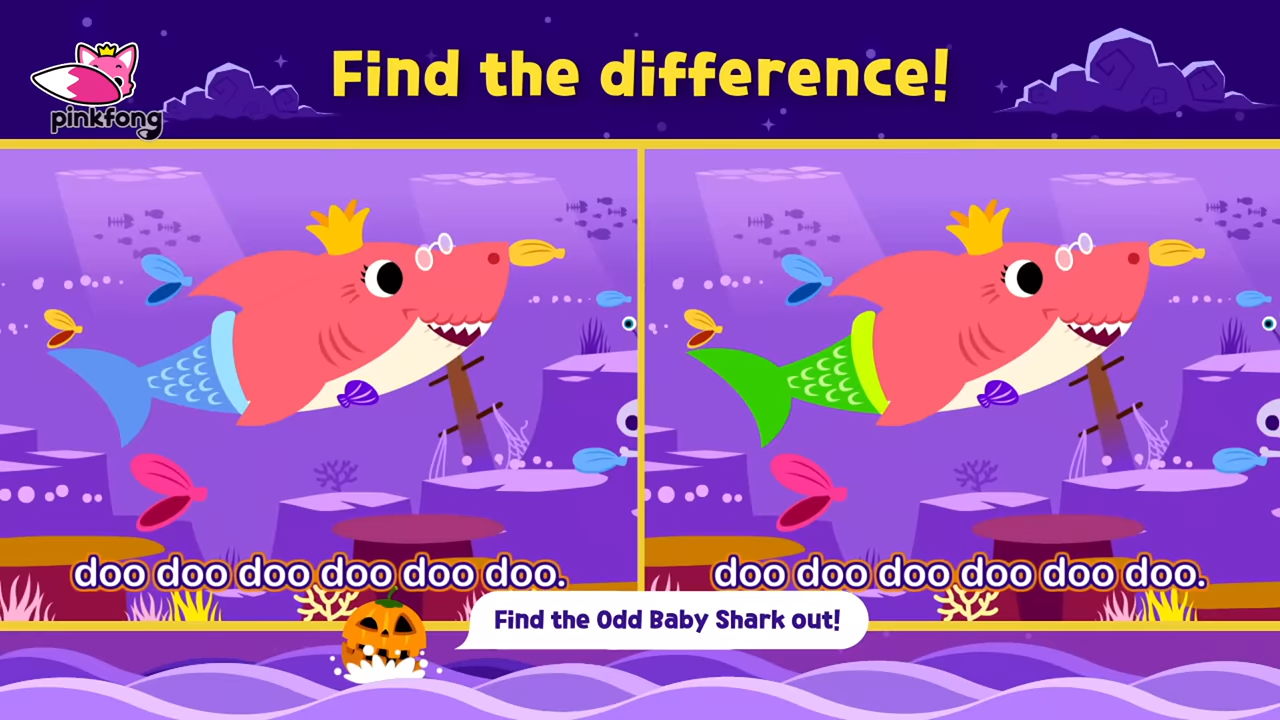 Find the difference!
pinkfong
doo doo doo doo doo doo.
doo doo doo doo doo doo.
Find the Odd Baby Shark out!